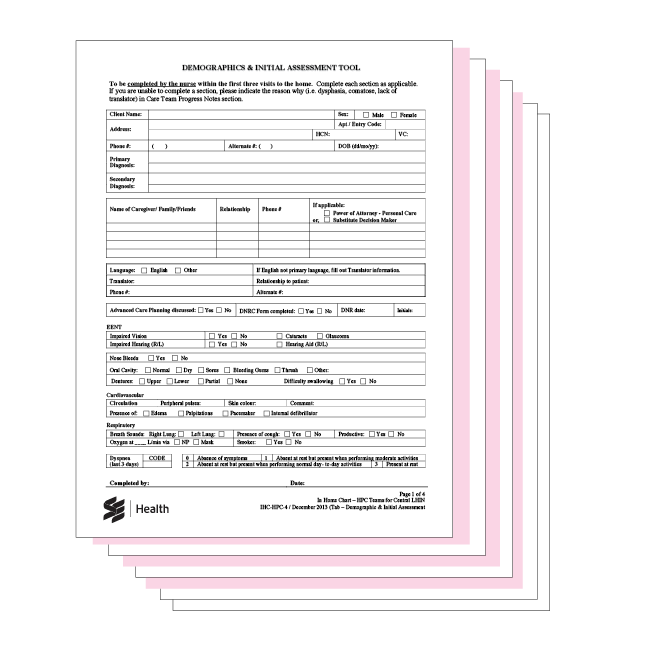 DEMOGRAPHICS & INITIAL ASSESSMENT TOOL
To be completed by the nurse within the first three visits to the home. Complete each section as applicable.
If you are unable to complete a section, please indicate the reason why (i.e. dysphasia, comatose, lack of
translator) in Care Team Progress Notes section.
Client Name: Sex: Male Female
Address: Apt / Entry Code:
HCN: VC:
Phone #: ( ) Alternate #: ( ) DOB (dd/mo/yy):
Primary
Diagnosis:
Secondary
Diagnosis:
Name of Caregiver/ Family/Friends Relationship Phone # If applicable:
Power of Attorney - Personal Care
or, Substitute Decision Maker
Language: English Other If English not primary language, fill out Translator information.
Translator: Relationship to patient:
Phone #: Alternate #:
Advanced Care Planning discussed: Yes No DNRC Form completed: Yes No DNR date: Initials:
EENT
Impaired Vision Yes No Cataracts Glaucoma
Impaired Hearing (R/L) Yes No Hearing Aid (R/L)
Nose Bleeds Yes No
Oral Cavity: Normal Dry Sores Bleeding Gums Thrush Other:
Dentures: Upper Lower Partial None Difficulty swallowing Yes No
Cardiovascular
Circulation Peripheral pulses: Skin colour: Comment:
Presence of: Edema Palpitations Pacemaker Internal defibrillator
Respiratory
Breath Sounds: Right Lung: Left Lung: Presence of cough: Yes No Productive: Yes No
Oxygen at ____ L/min via NP Mask Smoke: Yes No
Dyspnea CODE 0 Absence of symptoms 1 Absent at rest but present when performing moderate activities
(last 3 days) 2 Absent at rest but present when performing normal day-to-day activities 3 Present at rest
Completed by: Date:
Page 1 of 4
In Home Chart – HPC Teams for Central LHIN
IHC-HPC-4 / December 2013 (Tab – Demographic & Initial Assessment
Health